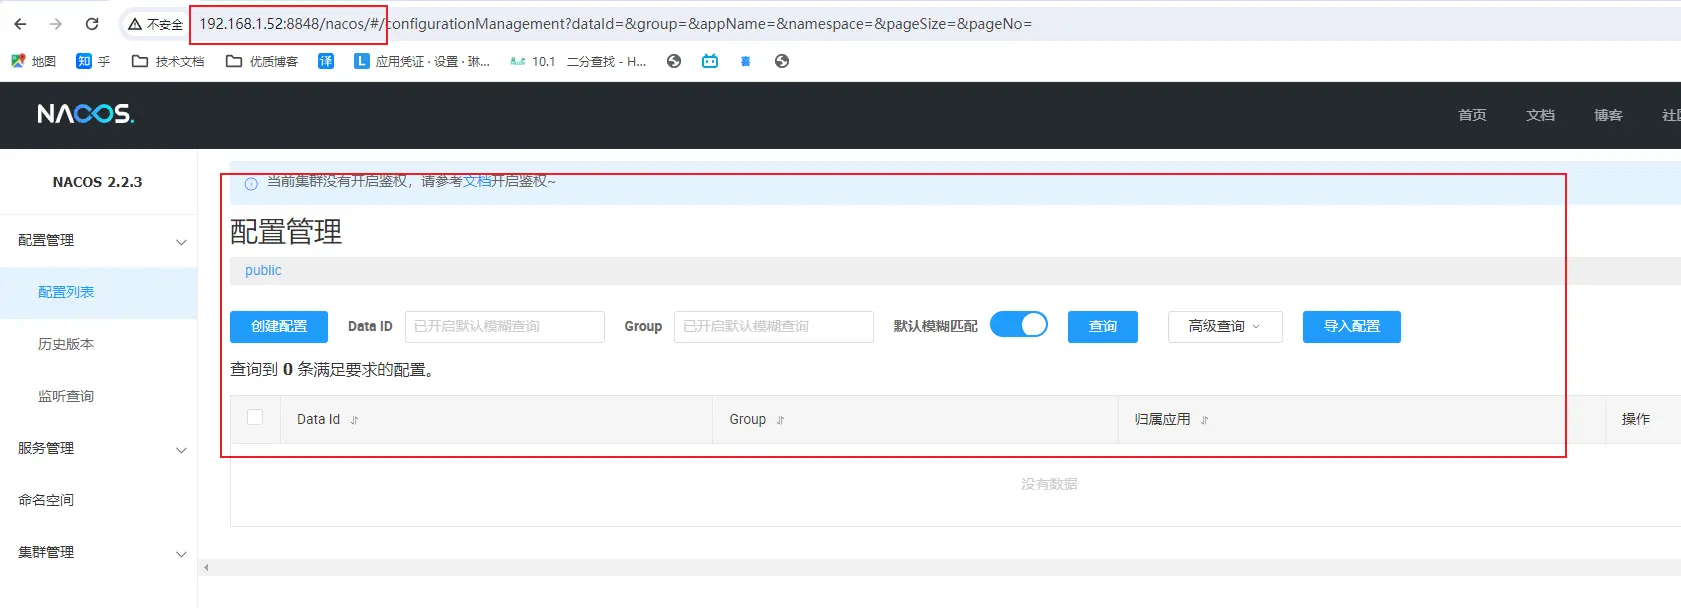 不安全 192.168.1.52:8848/nacos/#/configurationManagement?dataId=&group=&appName=&namespace=&pageSize=&pageNo=
地图 知 乎 技术文档 优质博客 译 L 应用凭证 · 设置 · 琳... 10.1 二分查找 - H...
NACOS. 首页 文档 博客
NACOS 2.2.3
当前集群没有开启鉴权，请参考文档开启鉴权~
配置管理
配置管理
public
配置列表
创建配置 Data ID 已开启默认模糊查询 Group 已开启默认模糊查询 默认模糊匹配 查询 高级查询 导入配置
历史版本
查询到 0 条满足要求的配置。
监听查询
Data Id Group 归属应用 操作
服务管理
没有数据
命名空间
集群管理